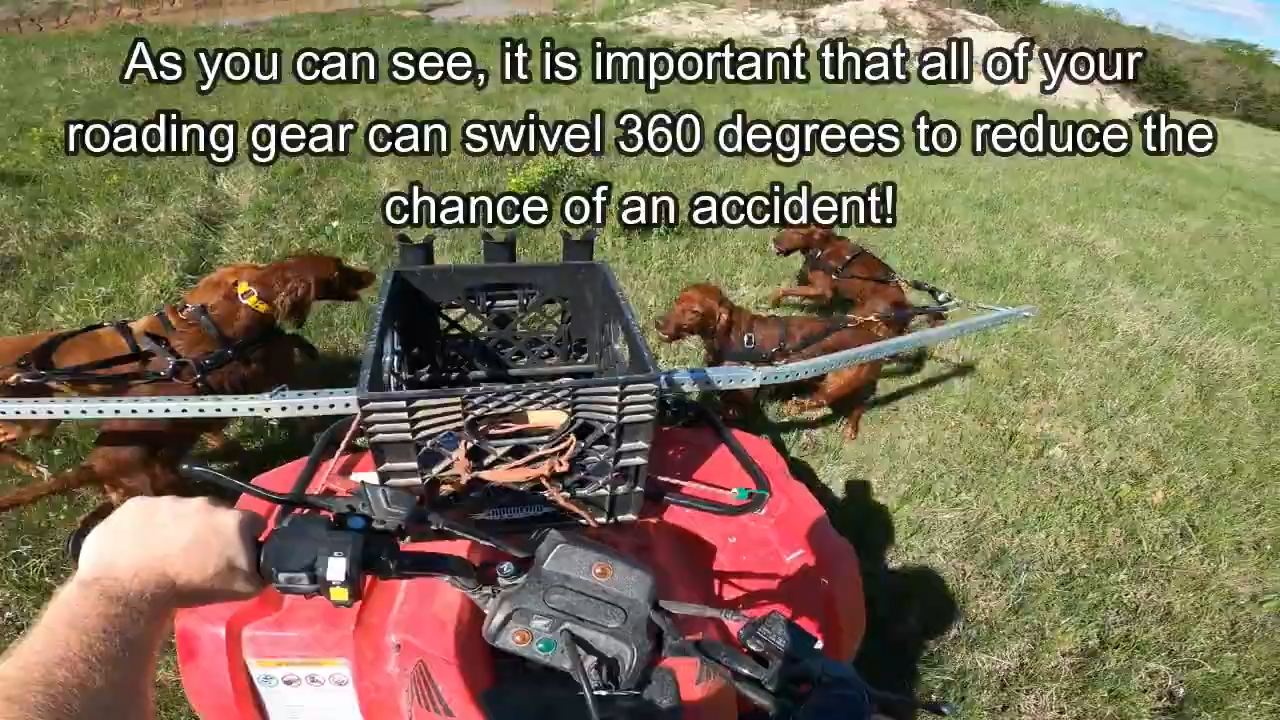 As you can see, it is important that all of your
roading gear can swivel 360 degrees to reduce the
chance of an accident!